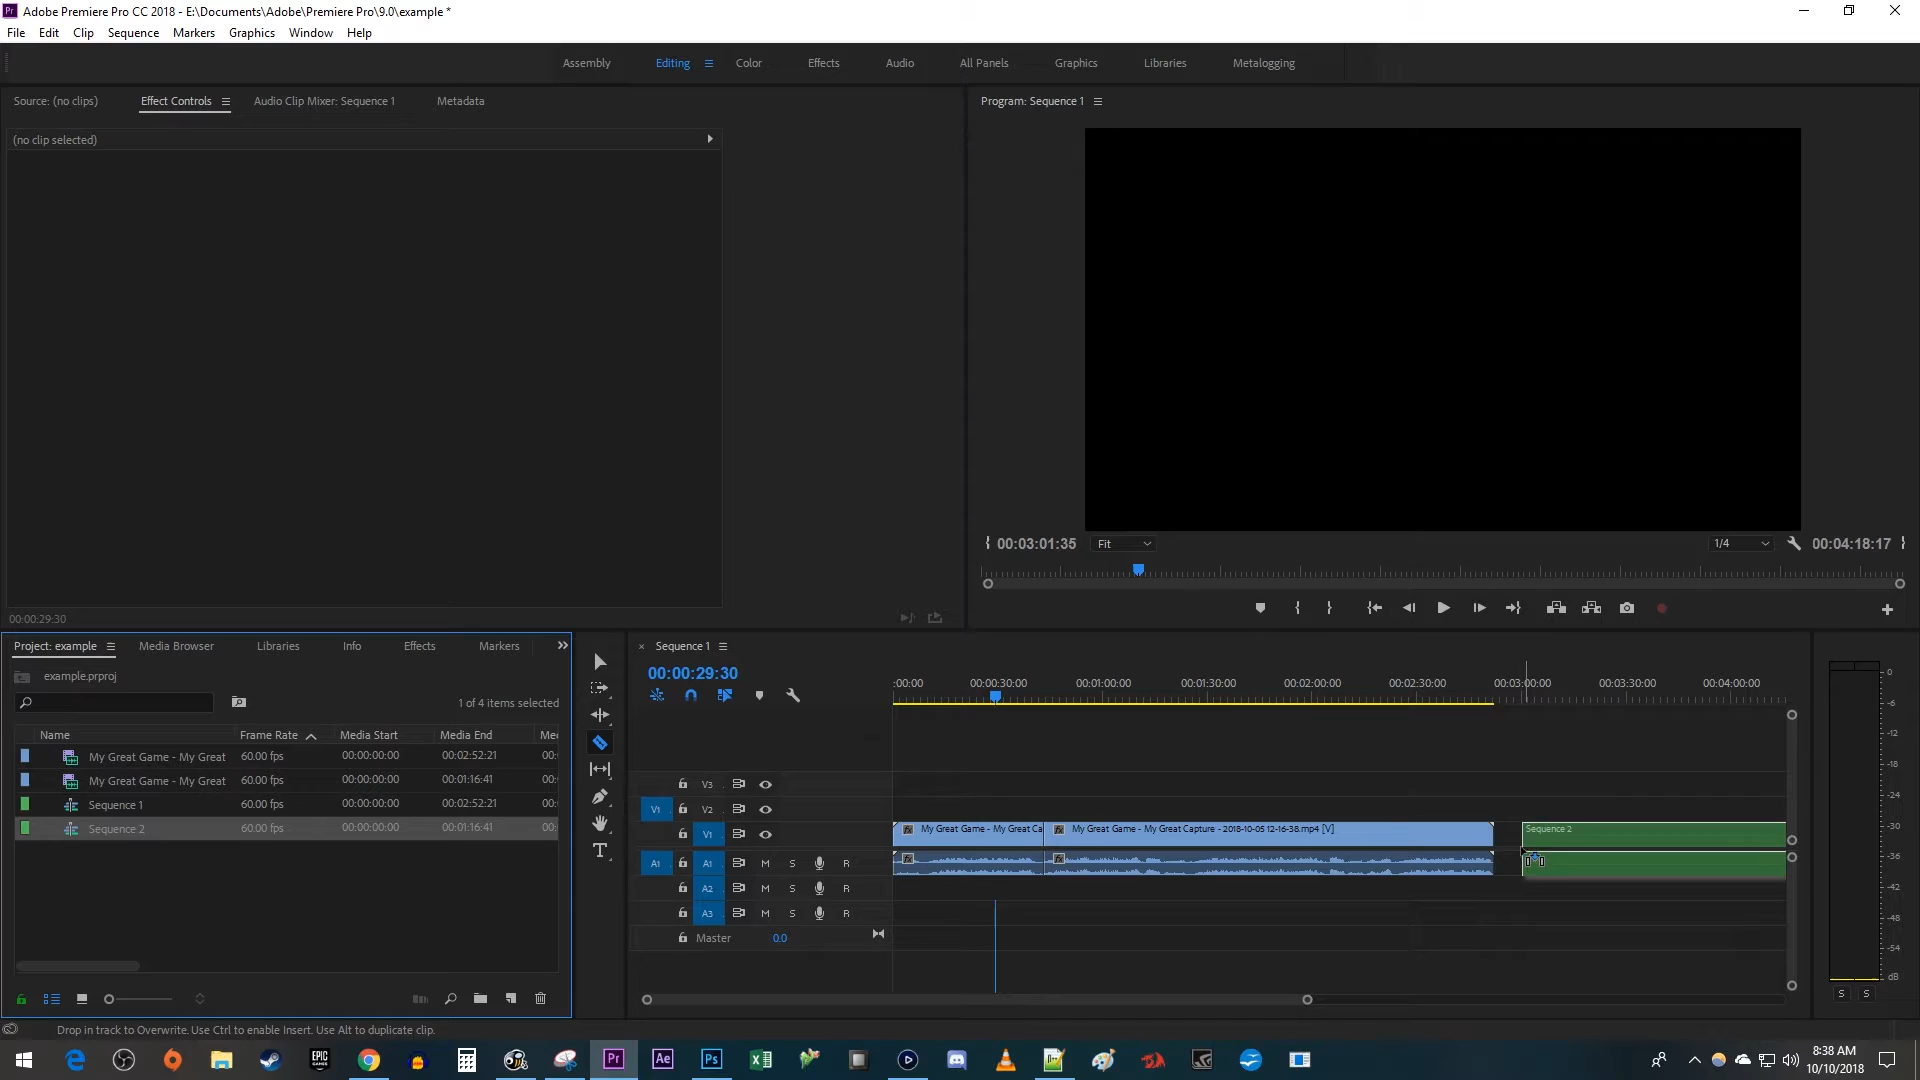 Pr Adobe Premiere Pro CC 2018 - E:\Documents\Adobe\Premiere Pro\9.0\example *
File Edit Clip Sequence Markers Graphics Window Help
Assembly Editing Color Effects Audio All Panels Graphics Libraries Metalogging
Source: (no clips) Effect Controls Audio Clip Mixer: Sequence 1 Metadata
Program: Sequence 1
(no clip selected)
00:03:01:35 Fit 1/4 00:04:18:17
00:00:29:30
Project: example Media Browser Libraries Info Effects Markers
example.prproj
1 of 4 items selected
Name Frame Rate Media Start Media End
My Great Game - My Great 60.00 fps 00:00:00:00 00:02:52:21 00:
My Great Game - My Great 60.00 fps 00:00:00:00 00:01:16:41 00:
Sequence 1 60.00 fps 00:00:00:00 00:02:52:21 00:
Sequence 2 60.00 fps 00:00:00:00 00:01:16:41 00:
T
Sequence 1
00:00:29:30
:00:00 00:00:30:00 00:01:00:00 00:01:30:00 00:02:00:00 00:02:30:00 00:03:00:00 00:03:30:00 00:04:00:00
V3
V1 V2
V1 fx My Great Game - My Great Ca fx My Great Game - My Great Capture - 2018-10-05 12-16-38.mp4 [V] Sequence 2
A1 A1 M S R fx fx
A2 M S R
A3 M S R
Master 0.0
0
-6
-12
-18
-24
-30
-36
-42
-48
-54
dB
S S
Drop in track to Overwrite. Use Ctrl to enable Insert. Use Alt to duplicate clip.
EPIC GAMES Pr Ae Ps
8:38 AM
10/10/2018